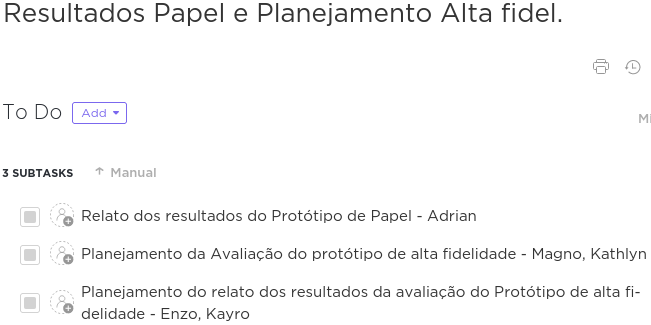 Resultados Papel e Planejamento Alta fidel.
To Do
Add
3 SUBTASKS
Manual
Relato dos resultados do Protótipo de Papel - Adrian
Planejamento da Avaliação do protótipo de alta fidelidade - Magno, Kathlyn
Planejamento do relato dos resultados da avaliação do Protótipo de alta fi-
delidade - Enzo, Kayro